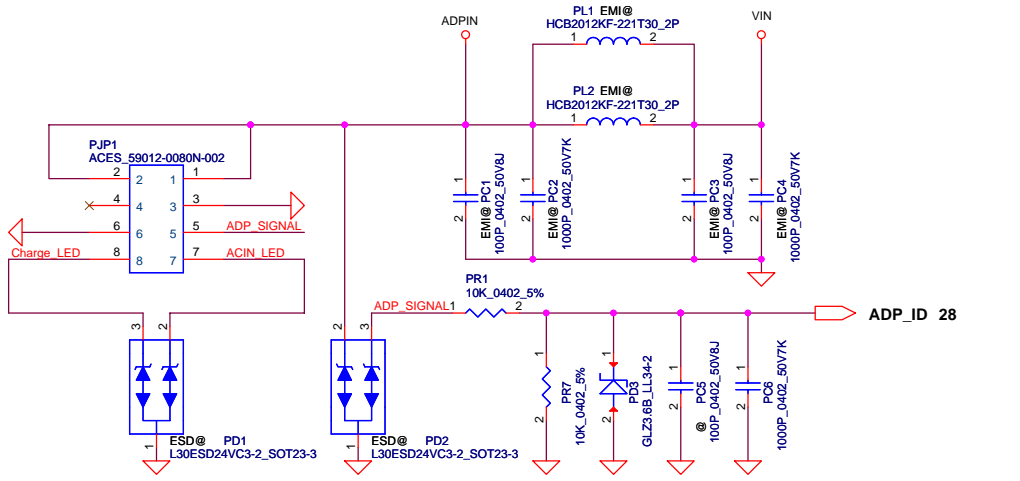 ADPIN
PL1 EMI@
HCB2012KF-221T30_2P
1 2
VIN
PL2 EMI@
HCB2012KF-221T30_2P
1 2
PJP1
ACES_59012-0080N-002
2 2 1 1
4 4 3 3
6 6 5 5 ADP_SIGNAL
Charge_LED 8 8 7 7 ACIN_LED
1 2
EMI@ PC1
100P_0402_50V8J
1 2
EMI@ PC2
1000P_0402_50V7K
1 2
EMI@ PC3
100P_0402_50V8J
1 2
EMI@ PC4
1000P_0402_50V7K
PR1
10K_0402_5%
ADP_SIGNAL 1 2
ADP_ID 28
3 2
1
ESD@ PD1
L30ESD24VC3-2_SOT23-3
2 3
1
ESD@ PD2
L30ESD24VC3-2_SOT23-3
1 2
PR7
10K_0402_5%
1 2
PD3
GLZ3.6B_LL34-2
1 2
@ PC5
100P_0402_50V8J
1 2
PC6
1000P_0402_50V7K